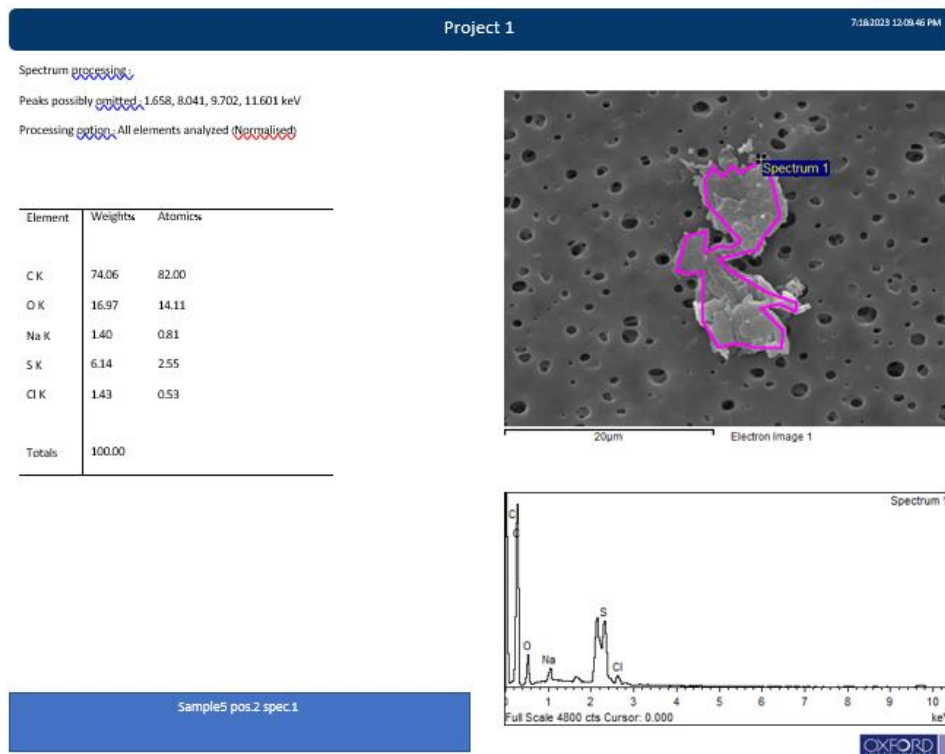 Project 1
7:18:2023 12:09:46 PM
Spectrum processing :
Peaks possibly omitted : 1.658, 8.041, 9.702, 11.601 keV
Processing option : All elements analyzed (Normalised)
Element Weight% Atomic%
C K 74.06 82.00
O K 16.97 14.11
Na K 1.40 0.81
S K 6.14 2.55
Cl K 1.43 0.53
Totals 100.00
Spectrum 1
20µm Electron Image 1
Spectrum 1
C
C
O
Na
S
Cl
0 1 2 3 4 5 6 7 8 9 10
Full Scale 4800 cts Cursor: 0.000 keV
Sample5 pos.2 spec.1
OXFORD